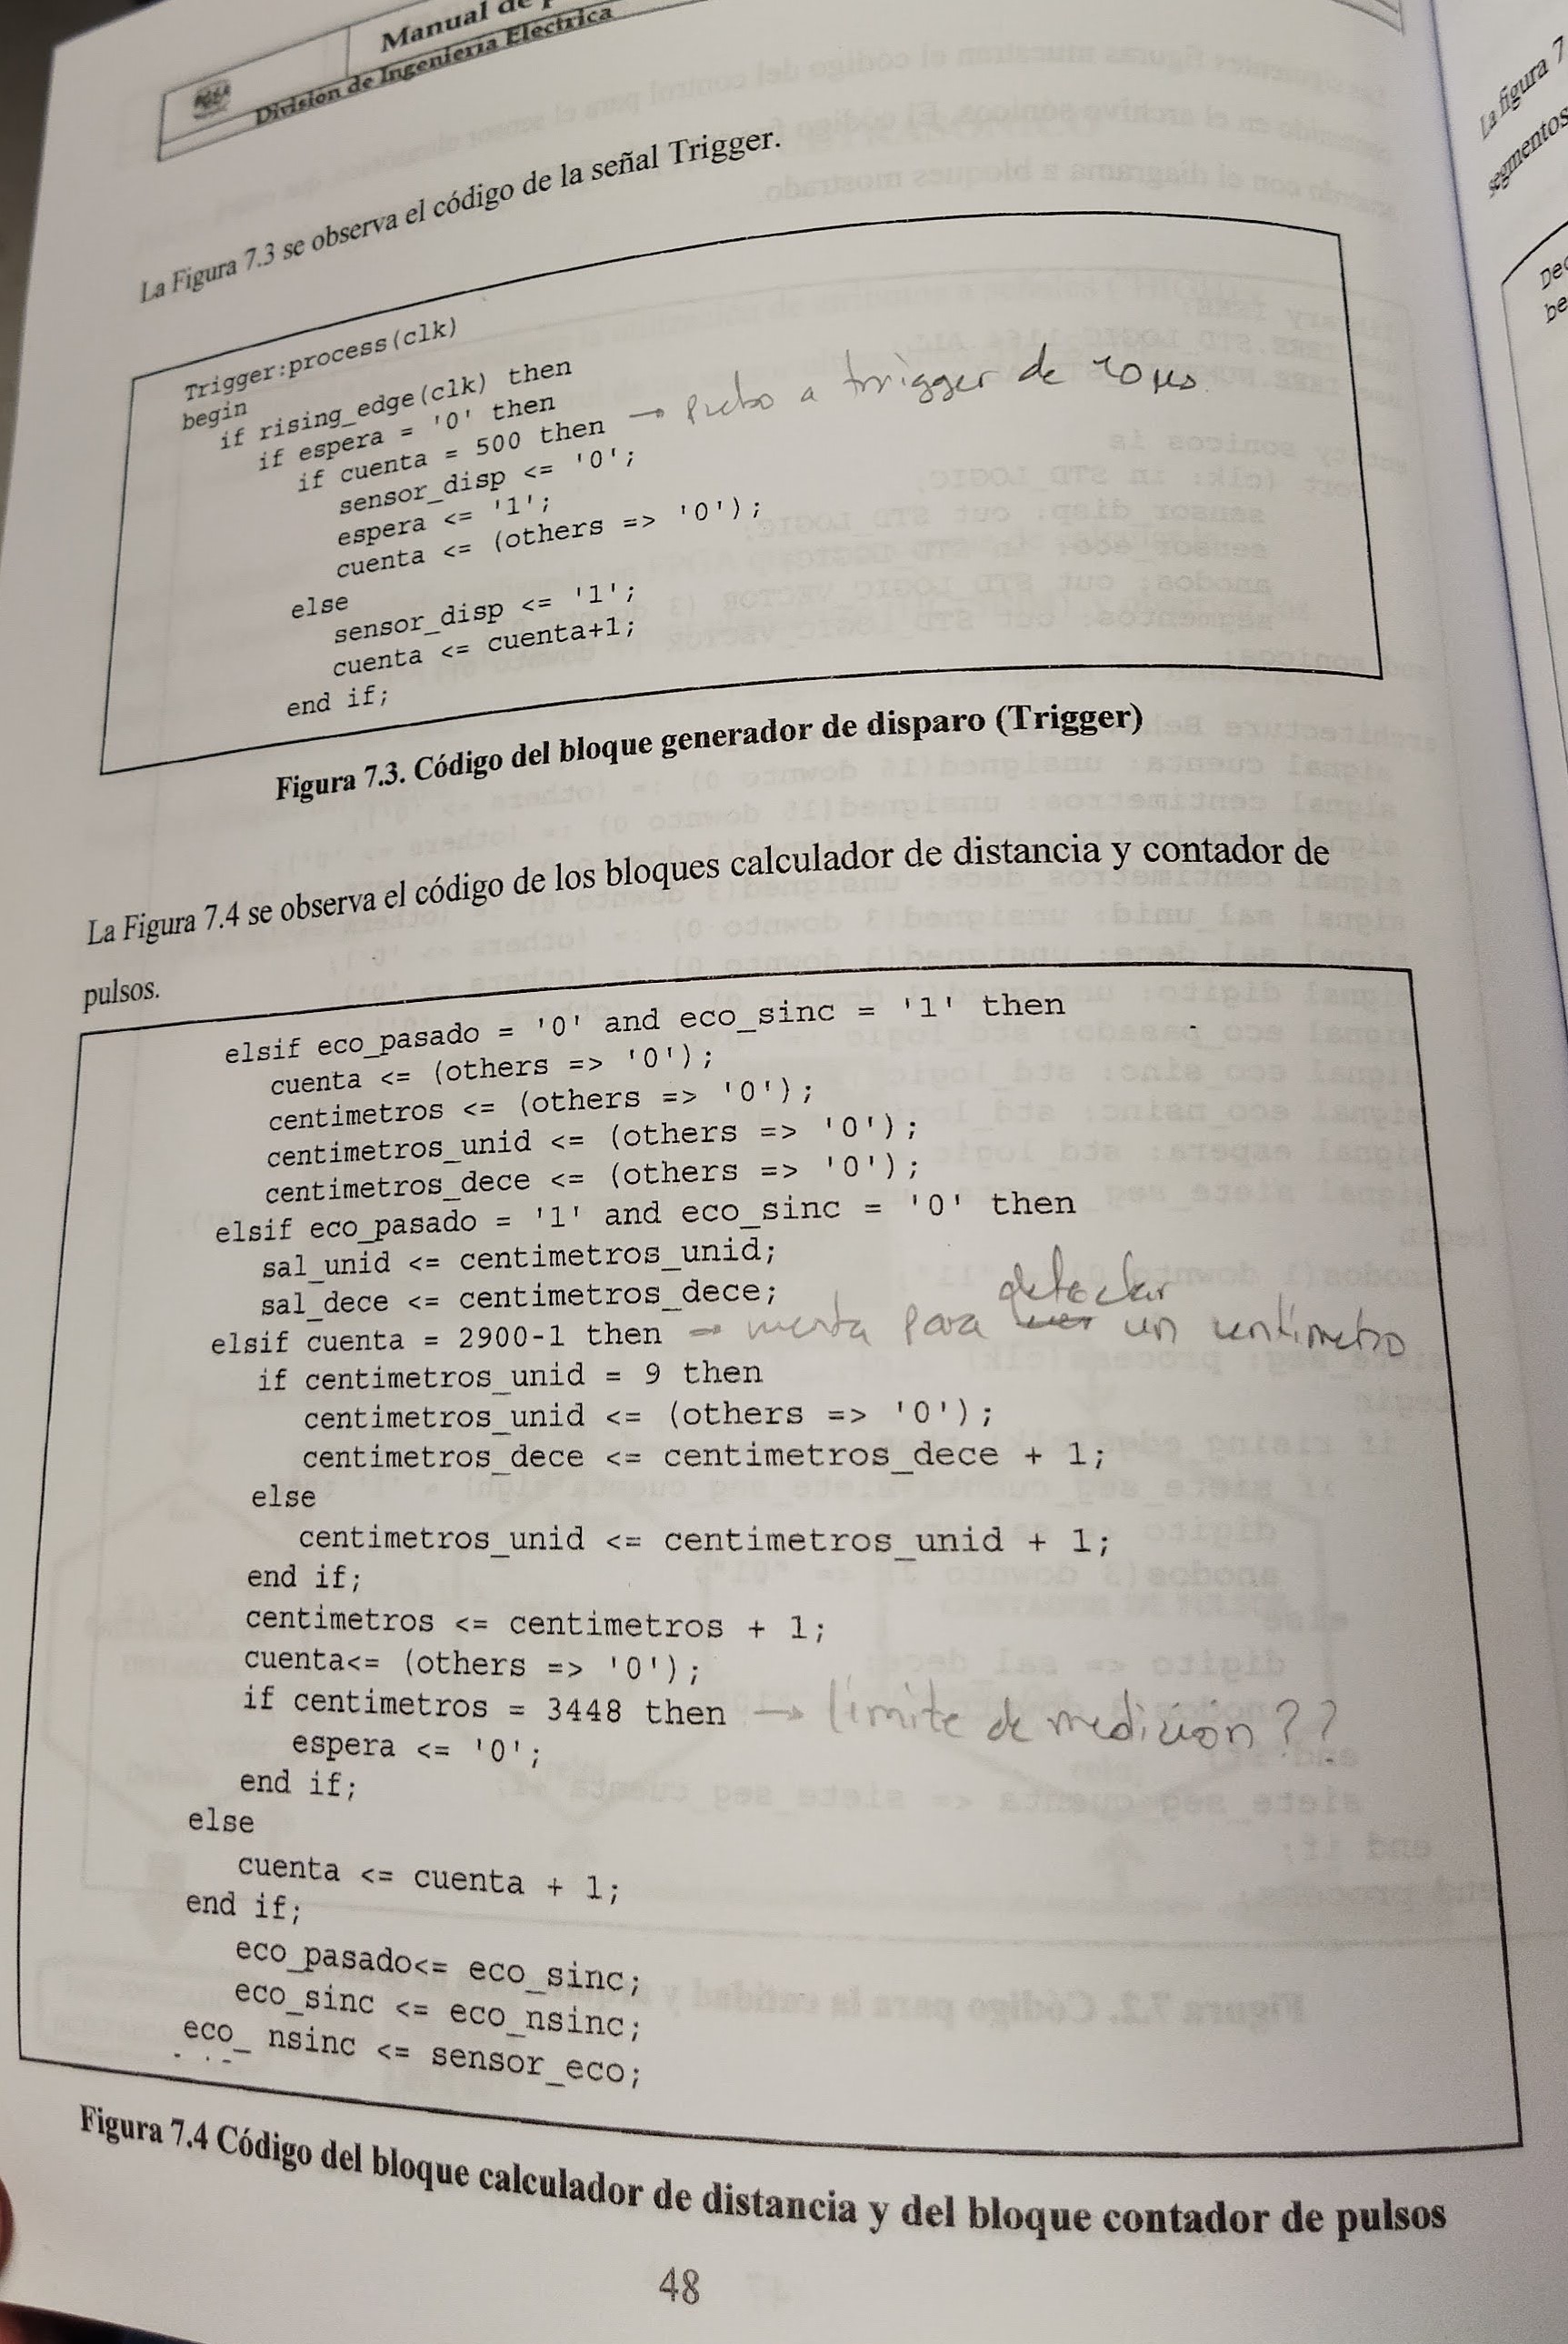 Manual de
División de Ingeniería Eléctrica
La Figura 7.3 se observa el código de la señal Trigger.
Trigger:process(clk)
begin
if rising_edge(clk) then
if espera = '0' then
if cuenta = 500 then → pulso a trigger de 10 µs.
sensor_disp <= '0';
espera <= '1';
cuenta <= (others => '0');
else
sensor_disp <= '1';
cuenta <= cuenta+1;
end if;
Figura 7.3. Código del bloque generador de disparo (Trigger)
La Figura 7.4 se observa el código de los bloques calculador de distancia y contador de
pulsos.
elsif eco_pasado = '0' and eco_sinc = '1' then
cuenta <= (others => '0');
centimetros <= (others => '0');
centimetros_unid <= (others => '0');
centimetros_dece <= (others => '0');
elsif eco_pasado = '1' and eco_sinc = '0' then
sal_unid <= centimetros_unid;
sal_dece <= centimetros_dece;
detectar
elsif cuenta = 2900-1 then → cuenta para un centímetro
if centimetros_unid = 9 then
centimetros_unid <= (others => '0');
centimetros_dece <= centimetros_dece + 1;
else
centimetros_unid <= centimetros_unid + 1;
end if;
centimetros <= centimetros + 1;
cuenta<= (others => '0');
if centimetros = 3448 then → límite de medición ??
espera <= '0';
end if;
else
cuenta <= cuenta + 1;
end if;
eco_pasado<= eco_sinc;
eco_sinc <= eco_nsinc;
eco_ nsinc <= sensor_eco;
Figura 7.4 Código del bloque calculador de distancia y del bloque contador de pulsos
48
La figura 7
segmentos
De
be